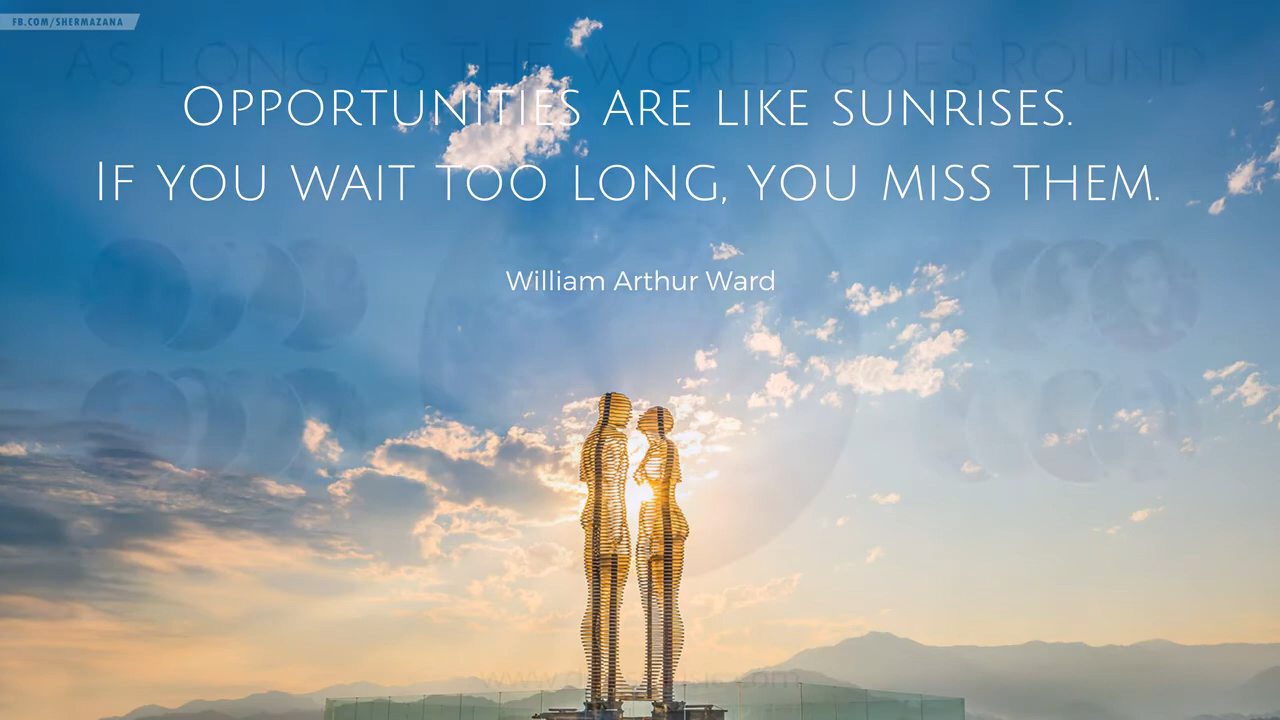 FB.COM/SHERMAZANA
AS LONG AS THE WORLD GOES ROUND
OPPORTUNITIES ARE LIKE SUNRISES.
IF YOU WAIT TOO LONG, YOU MISS THEM.
William Arthur Ward